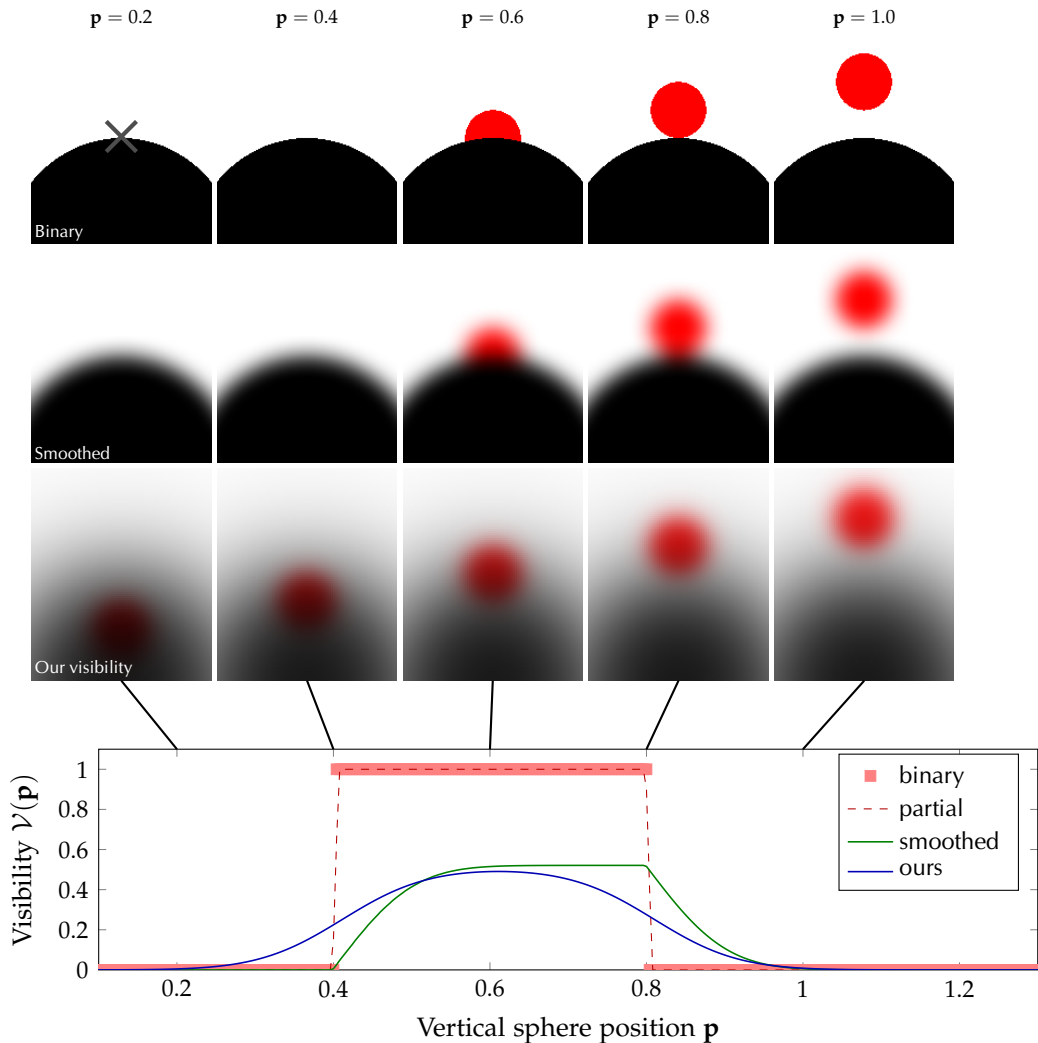 p = 0.2
p = 0.4
p = 0.6
p = 0.8
p = 1.0
Binary
Smoothed
Our visibility
1
0.8
0.6
0.4
0.2
0
Visibility 𝒱(p)
binary
partial
smoothed
ours
0.2
0.4
0.6
0.8
1
1.2
Vertical sphere position p